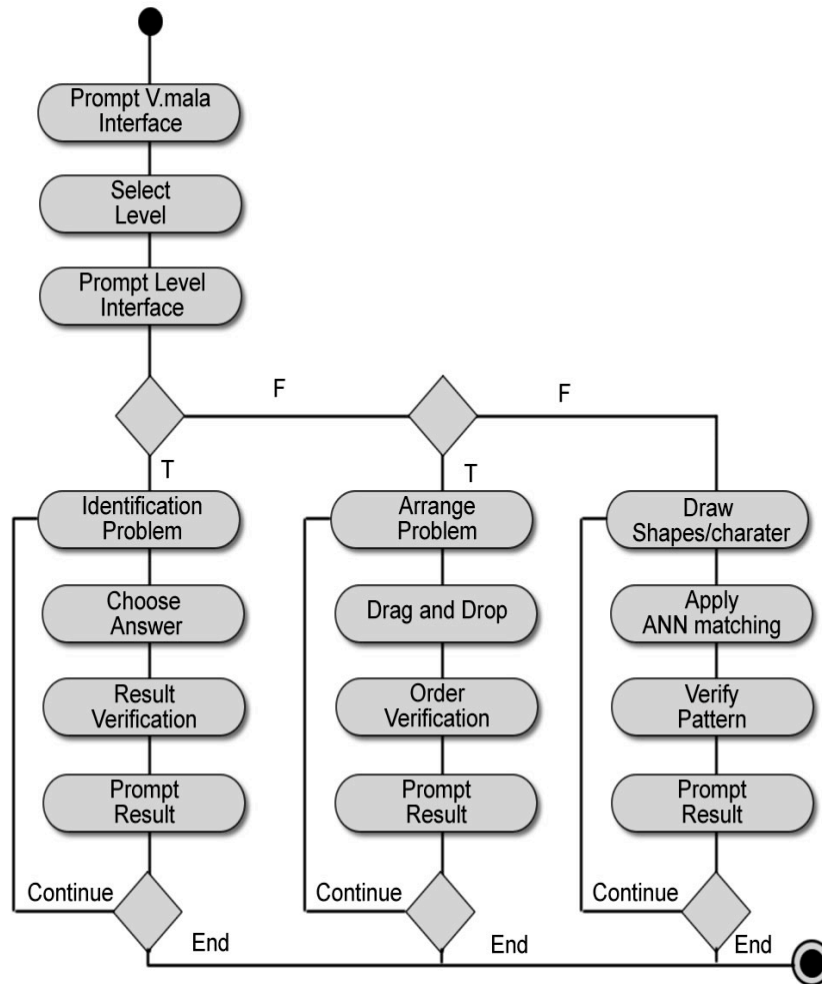 Prompt V.mala
Interface
Select
Level
Prompt Level
Interface
F
F
T
T
Identification
Problem
Choose
Answer
Result
Verification
Prompt
Result
Continue
End
Arrange
Problem
Drag and Drop
Order
Verification
Prompt
Result
Continue
End
Draw
Shapes/charater
Apply
ANN matching
Verify
Pattern
Prompt
Result
Continue
End